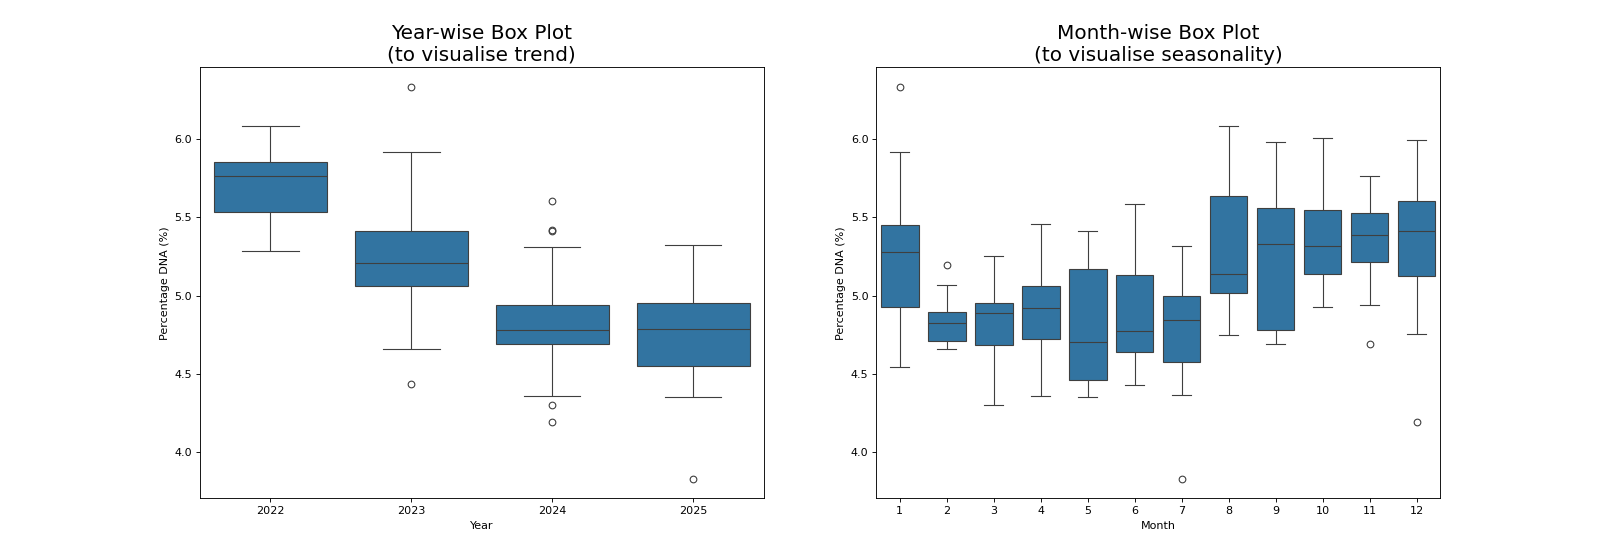 Year-wise Box Plot
(to visualise trend)
Percentage DNA (%)
6.0
5.5
5.0
4.5
4.0
2022 2023 2024 2025
Year
Month-wise Box Plot
(to visualise seasonality)
Percentage DNA (%)
6.0
5.5
5.0
4.5
4.0
1 2 3 4 5 6 7 8 9 10 11 12
Month